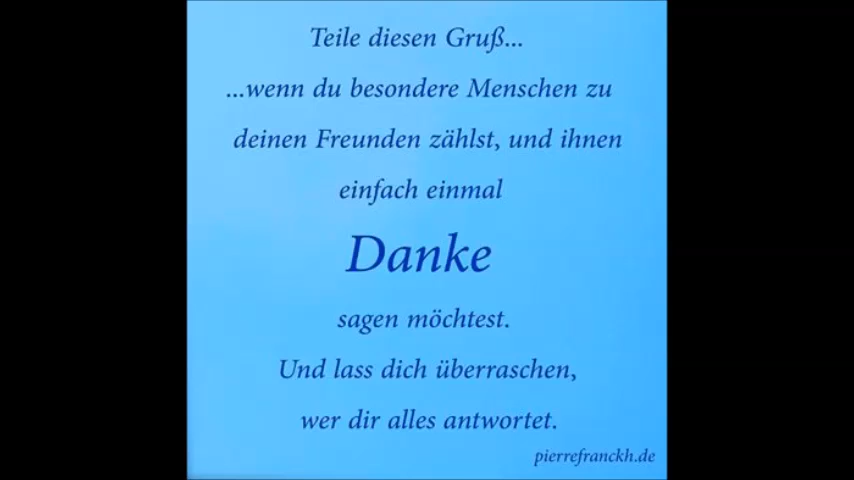 Teile diesen Gruß...
...wenn du besondere Menschen zu
deinen Freunden zählst, und ihnen
einfach einmal
Danke
sagen möchtest.
Und lass dich überraschen,
wer dir alles antwortet.
pierrefranckh.de